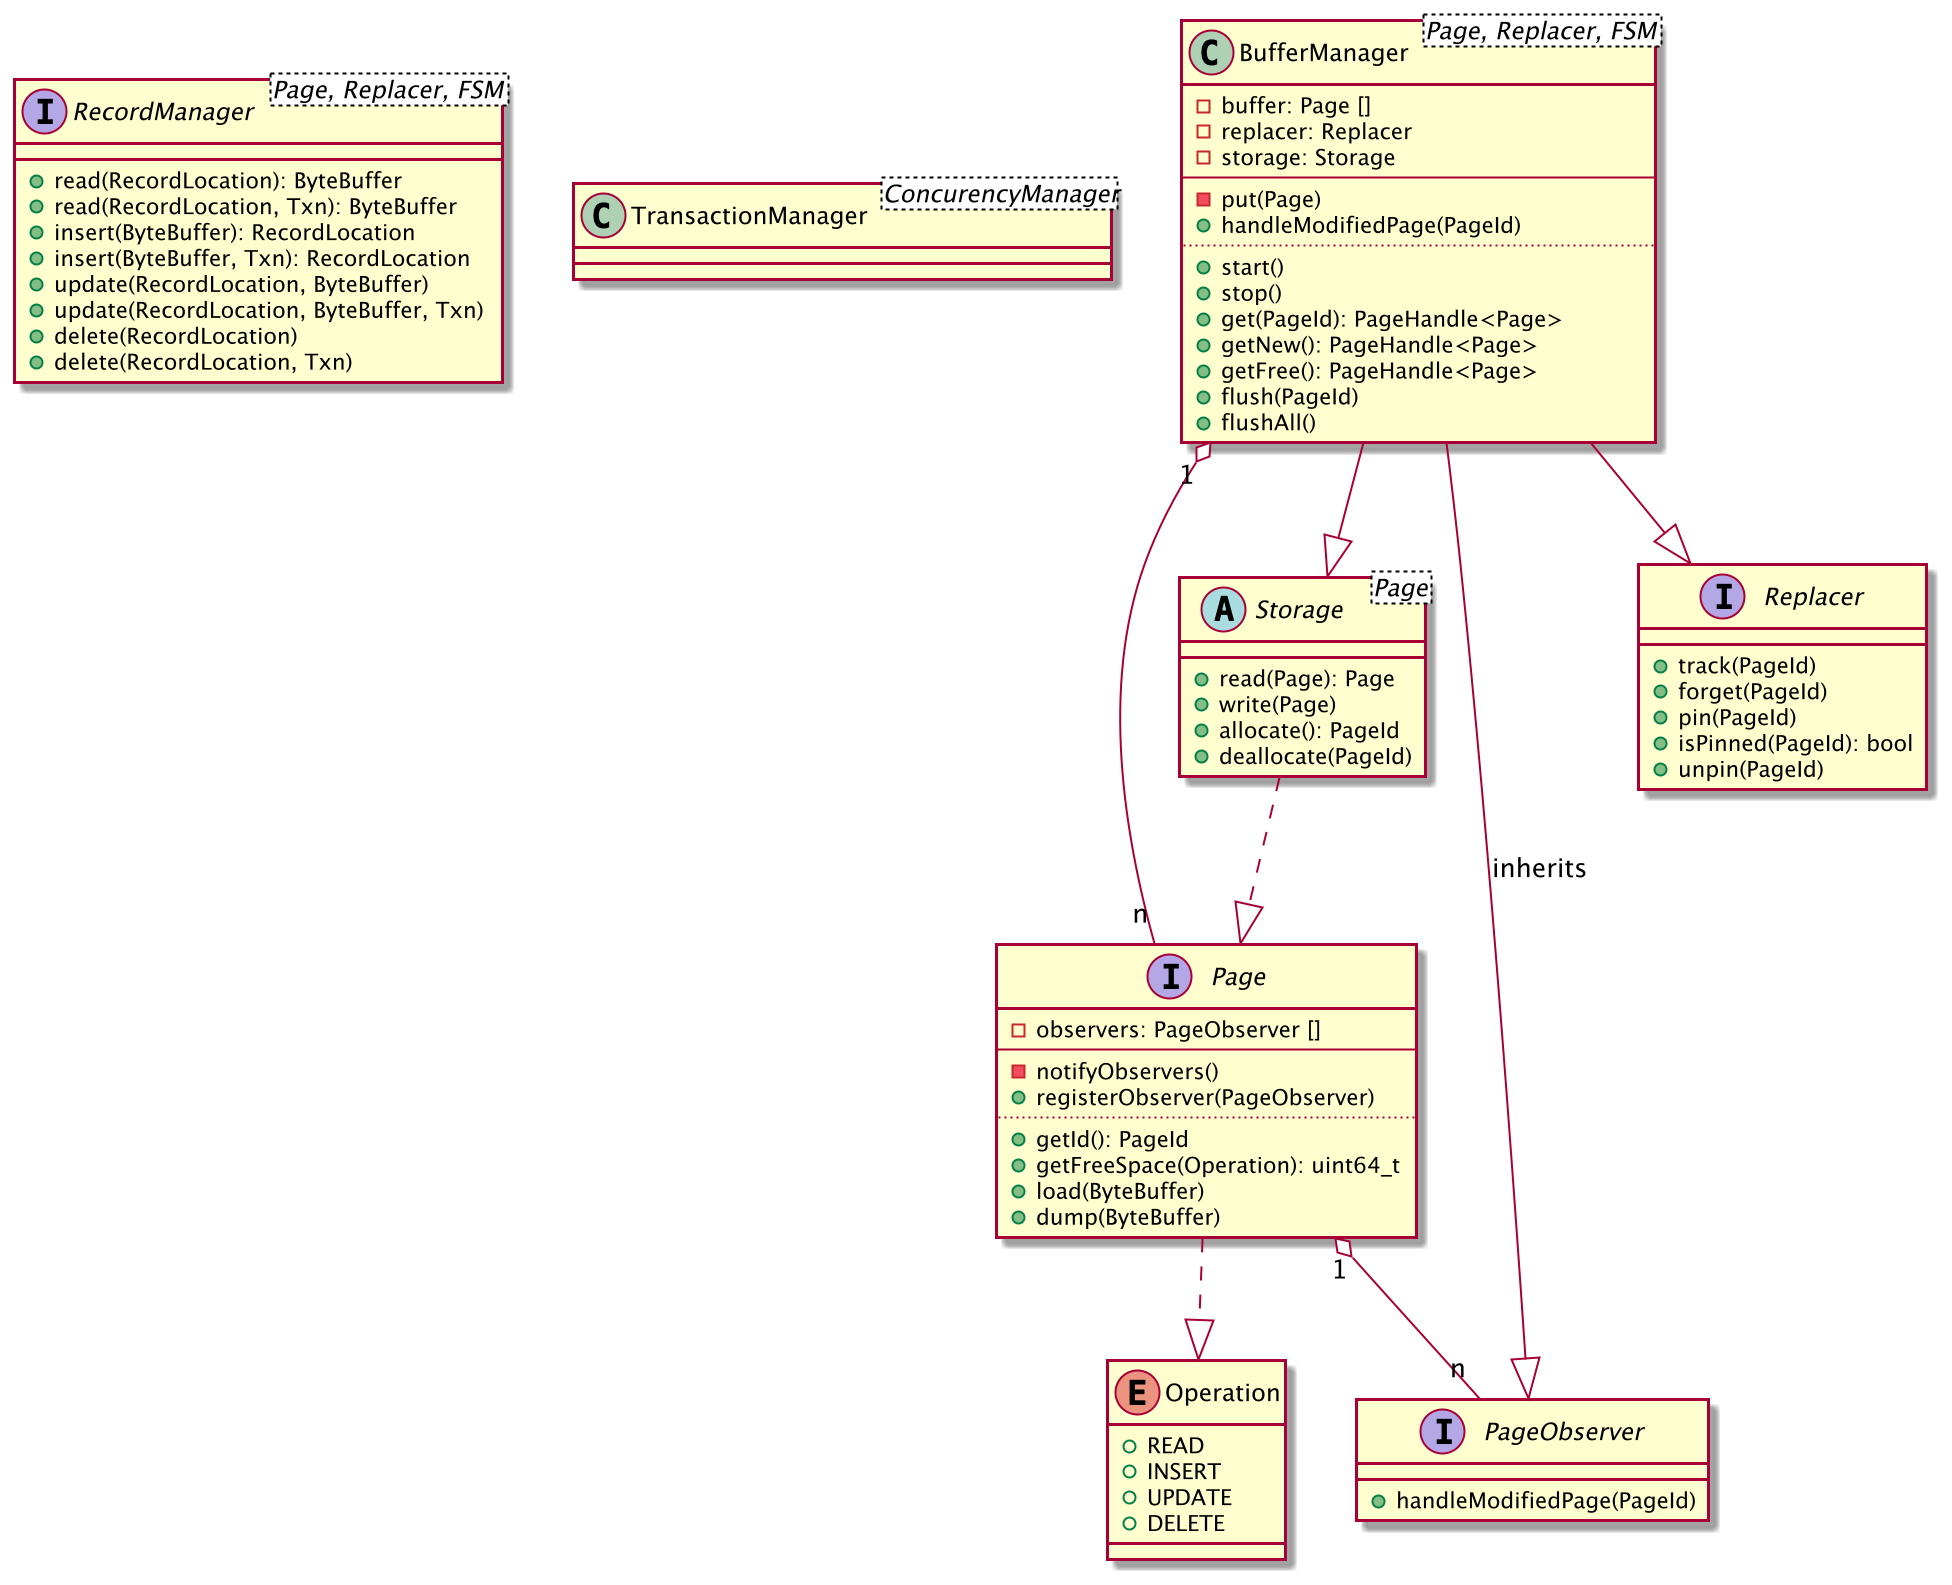 Page, Replacer, FSM
I RecordManager
read(RecordLocation): ByteBuffer
read(RecordLocation, Txn): ByteBuffer
insert(ByteBuffer): RecordLocation
insert(ByteBuffer, Txn): RecordLocation
update(RecordLocation, ByteBuffer)
update(RecordLocation, ByteBuffer, Txn)
delete(RecordLocation)
delete(RecordLocation, Txn)
ConcurencyManager
C TransactionManager
Page, Replacer, FSM
C BufferManager
buffer: Page []
replacer: Replacer
storage: Storage
put(Page)
handleModifiedPage(PageId)
start()
stop()
get(PageId): PageHandle<Page>
getNew(): PageHandle<Page>
getFree(): PageHandle<Page>
flush(PageId)
flushAll()
1
Page
A Storage
read(Page): Page
write(Page)
allocate(): PageId
deallocate(PageId)
I Replacer
track(PageId)
forget(PageId)
pin(PageId)
isPinned(PageId): bool
unpin(PageId)
inherits
n
I Page
observers: PageObserver []
notifyObservers()
registerObserver(PageObserver)
getId(): PageId
getFreeSpace(Operation): uint64_t
load(ByteBuffer)
dump(ByteBuffer)
1
n
E Operation
READ
INSERT
UPDATE
DELETE
I PageObserver
handleModifiedPage(PageId)